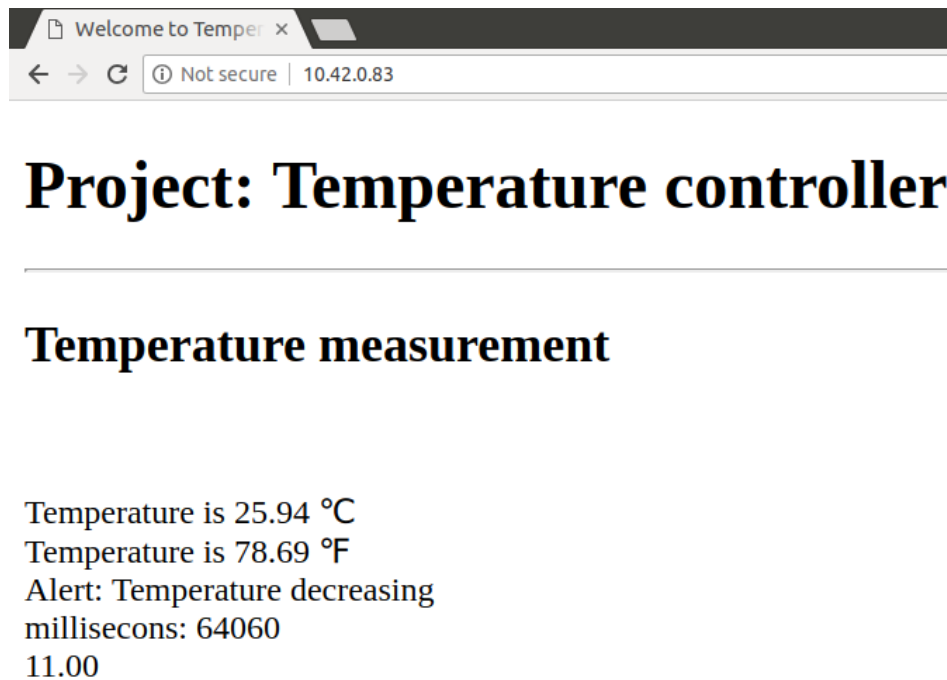 Welcome to Temper
Not secure | 10.42.0.83
Project: Temperature controller
Temperature measurement
Temperature is 25.94 ℃
Temperature is 78.69 ℉
Alert: Temperature decreasing
millisecons: 64060
11.00